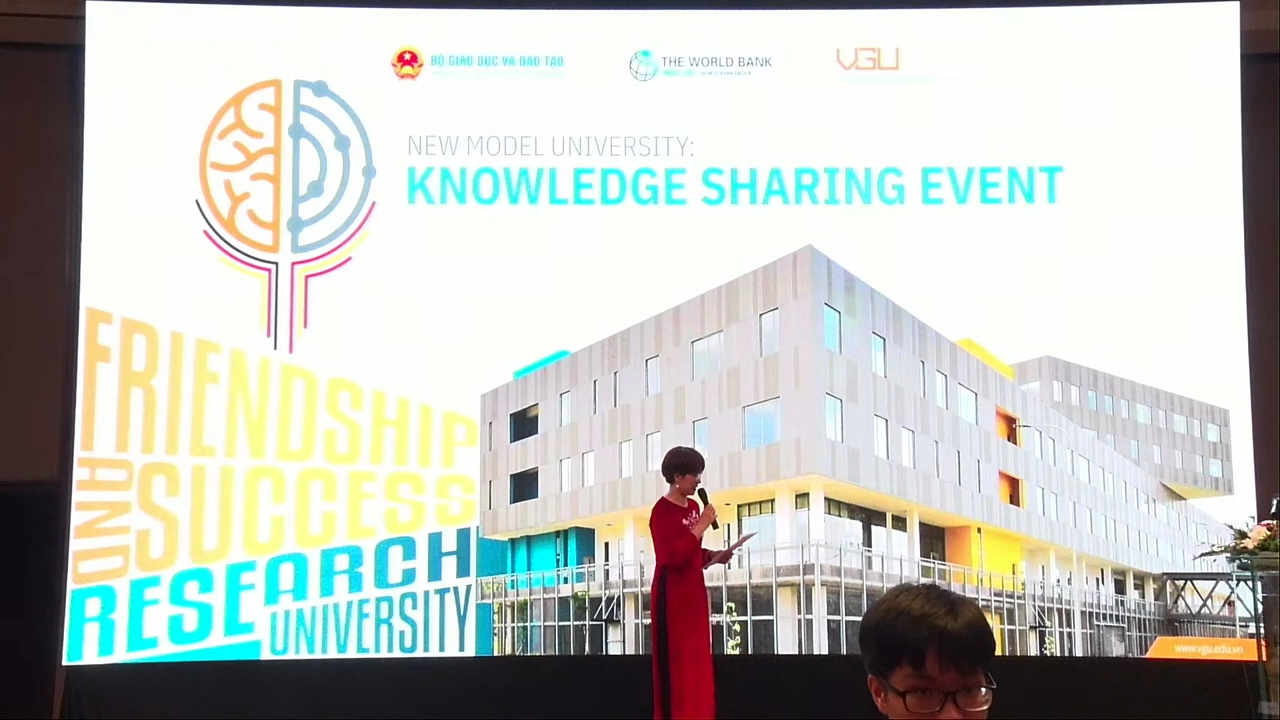 BỘ GIÁO DỤC VÀ ĐÀO TẠO
THE WORLD BANK
VGU
NEW MODEL UNIVERSITY:
KNOWLEDGE SHARING EVENT
FRIENDSHIP
AND
SUCCESS
RESEARCH
UNIVERSITY
www.vgu.edu.vn